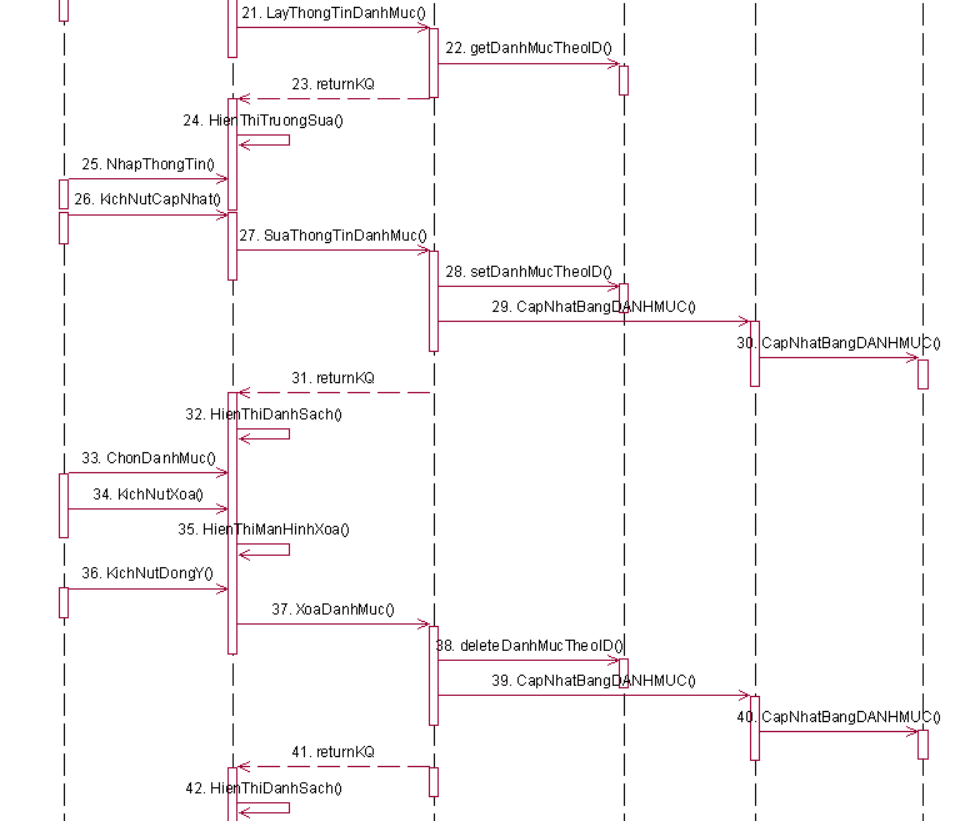 21. LayThongTinDanhMuc()
22. getDanhMucTheoID()
23. returnKQ
24. HienThiTruongSua()
25. NhapThongTin()
26. KichNutCapNhat()
27. SuaThongTinDanhMuc()
28. setDanhMucTheoID()
29. CapNhatBangDANHMUC()
30. CapNhatBangDANHMUC()
31. returnKQ
32. HienThiDanhSach()
33. ChonDanhMuc()
34. KichNutXoa()
35. HienThiManHinhXoa()
36. KichNutDongY()
37. XoaDanhMuc()
38. deleteDanhMucTheoID()
39. CapNhatBangDANHMUC()
40. CapNhatBangDANHMUC()
41. returnKQ
42. HienThiDanhSach()